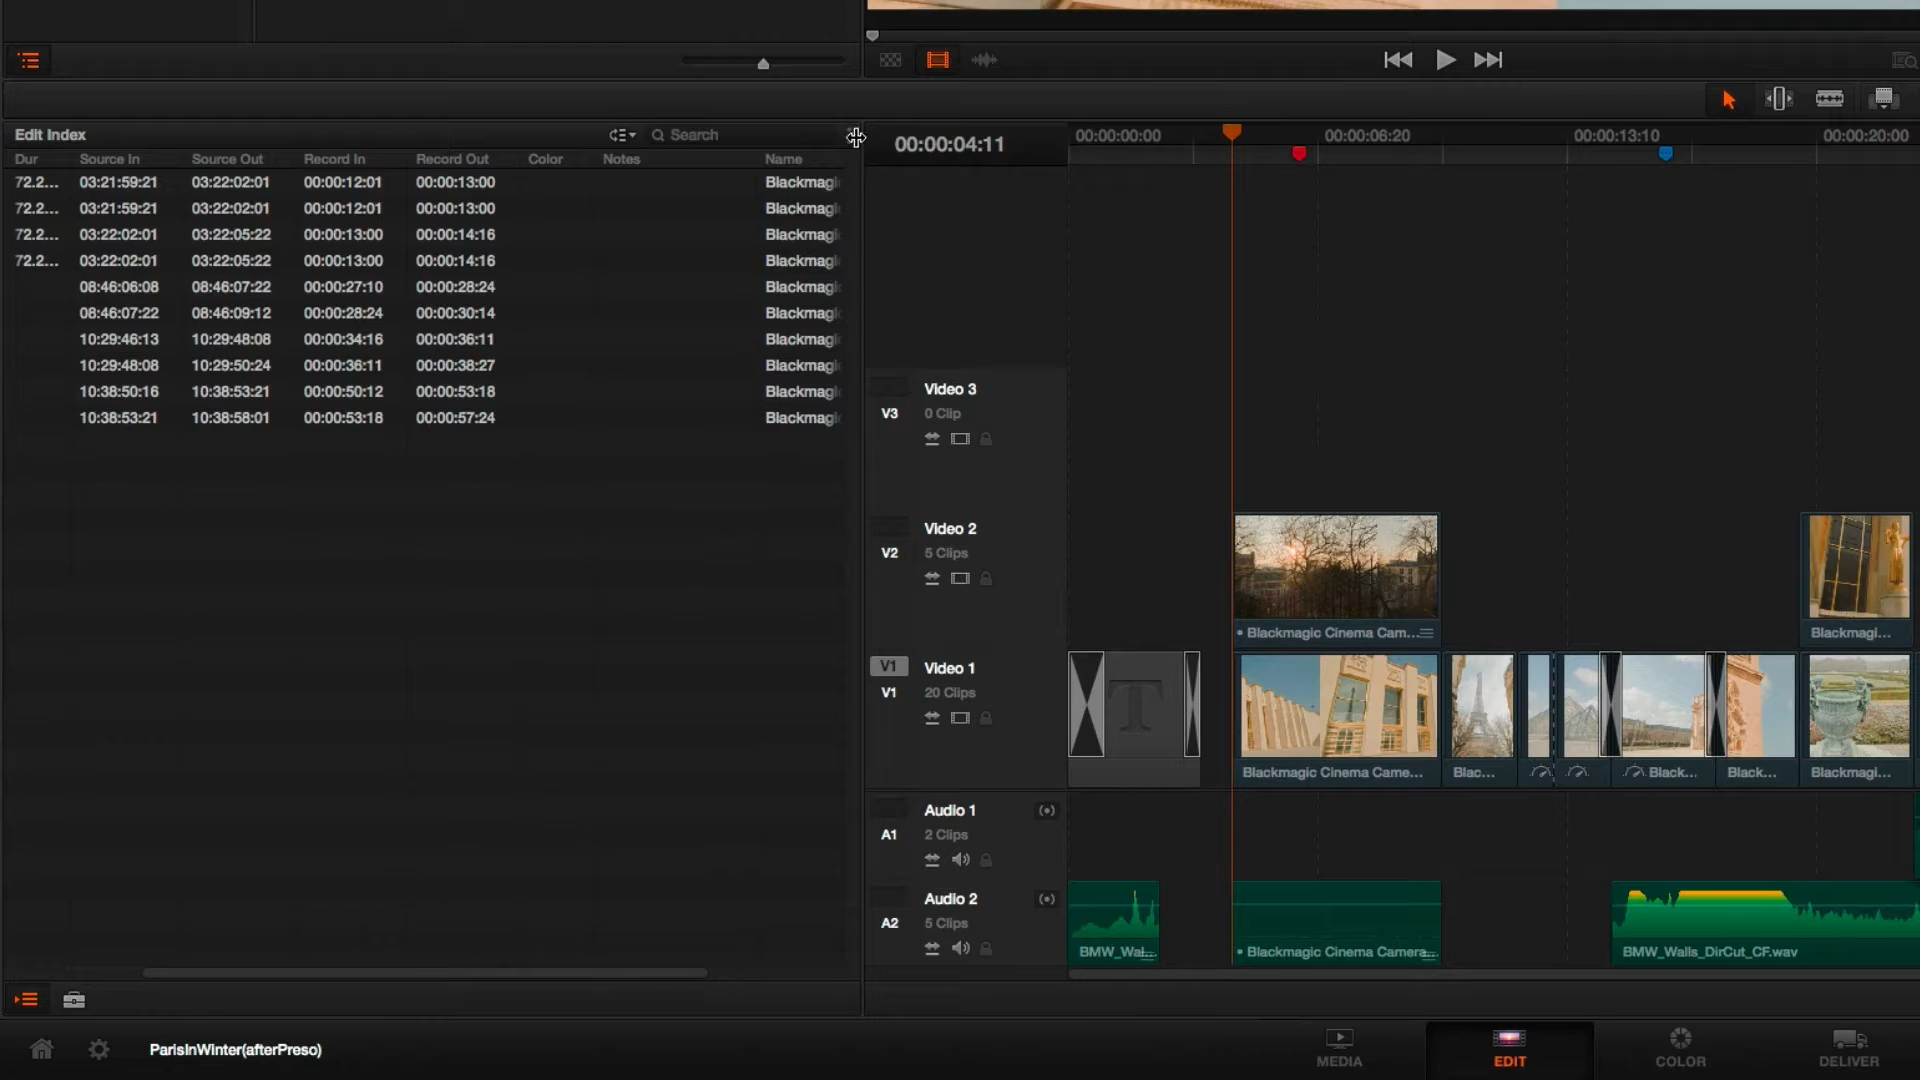 Edit Index
Search
Dur Source In Source Out Record In Record Out Color Notes Name
72.2... 03:21:59:21 03:22:02:01 00:00:12:01 00:00:13:00 Blackmagi
72.2... 03:21:59:21 03:22:02:01 00:00:12:01 00:00:13:00 Blackmagi
72.2... 03:22:02:01 03:22:05:22 00:00:13:00 00:00:14:16 Blackmagi
72.2... 03:22:02:01 03:22:05:22 00:00:13:00 00:00:14:16 Blackmagi
08:46:06:08 08:46:07:22 00:00:27:10 00:00:28:24 Blackmagi
08:46:07:22 08:46:09:12 00:00:28:24 00:00:30:14 Blackmagi
10:29:46:13 10:29:48:08 00:00:34:16 00:00:36:11 Blackmagi
10:29:48:08 10:29:50:24 00:00:36:11 00:00:38:27 Blackmagi
10:38:50:16 10:38:53:21 00:00:50:12 00:00:53:18 Blackmagi
10:38:53:21 10:38:58:01 00:00:53:18 00:00:57:24 Blackmagi
00:00:04:11
00:00:00:00 00:00:06:20 00:00:13:10 00:00:20:00
Video 3
V3 0 Clip
Video 2
V2 5 Clips
• Blackmagic Cinema Cam... Blackmagi...
V1 Video 1
V1 20 Clips
T
Blackmagic Cinema Came... Blac... Black... Black... Blackmagi...
Audio 1
A1 2 Clips
Audio 2
A2 5 Clips
BMW_Wal... • Blackmagic Cinema Camera... BMW_Walls_DirCut_CF.wav
ParisInWinter(afterPreso)
MEDIA EDIT COLOR DELIVER